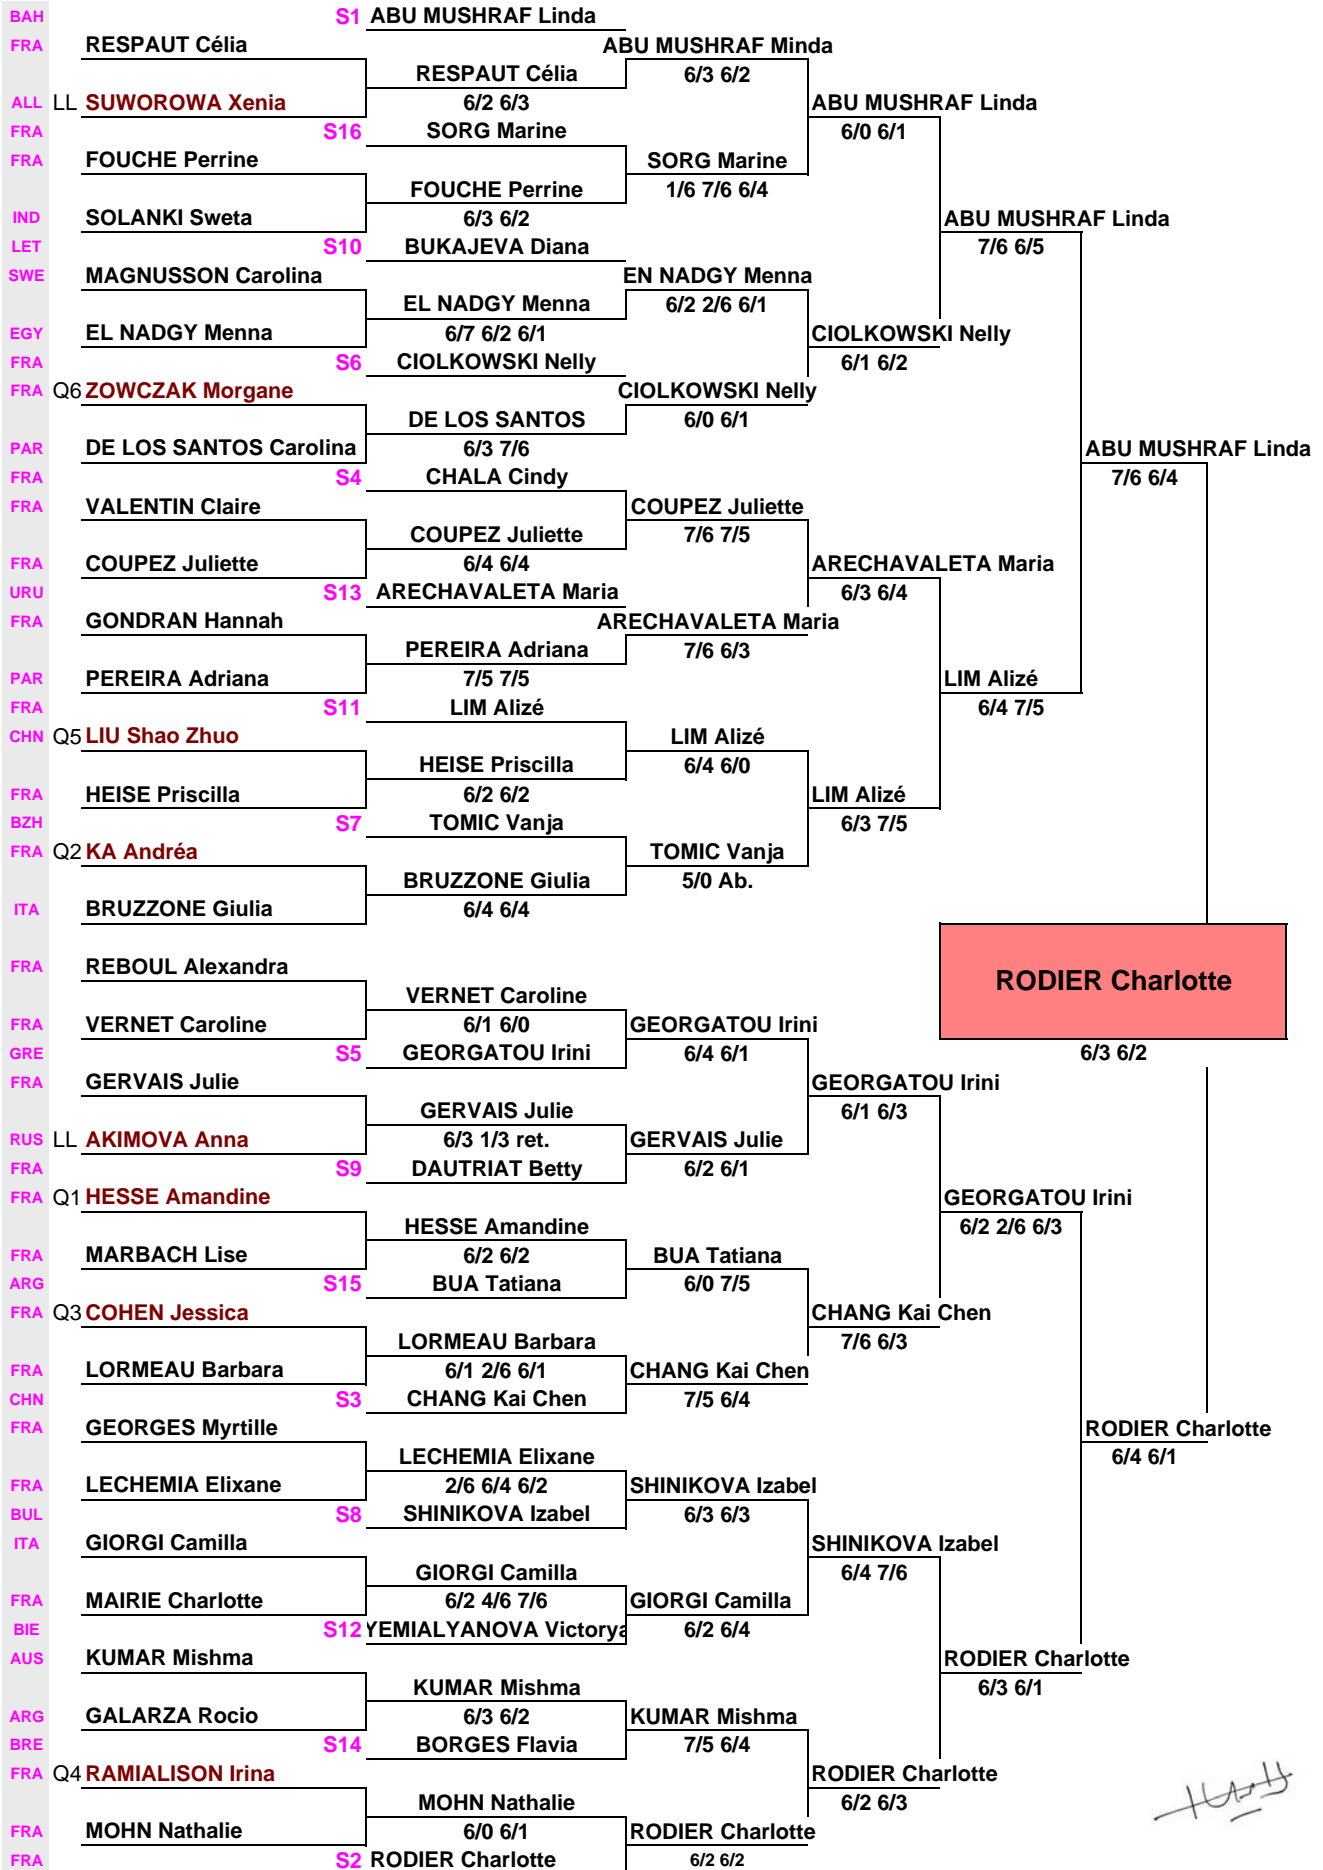 BAH S1 ABU MUSHRAF Linda
FRA RESPAUT Célia ABU MUSHRAF Minda
RESPAUT Célia 6/3 6/2
ALL LL SUWOROWA Xenia 6/2 6/3 ABU MUSHRAF Linda
FRA S16 SORG Marine 6/0 6/1
FRA FOUCHE Perrine SORG Marine
FOUCHE Perrine 1/6 7/6 6/4
IND SOLANKI Sweta 6/3 6/2 ABU MUSHRAF Linda
LET S10 BUKAJEVA Diana 7/6 6/5
SWE MAGNUSSON Carolina EN NADGY Menna
EL NADGY Menna 6/2 2/6 6/1
EGY EL NADGY Menna 6/7 6/2 6/1 CIOLKOWSKI Nelly
FRA S6 CIOLKOWSKI Nelly 6/1 6/2
FRA Q6 ZOWCZAK Morgane CIOLKOWSKI Nelly
DE LOS SANTOS 6/0 6/1
PAR DE LOS SANTOS Carolina 6/3 7/6 ABU MUSHRAF Linda
FRA S4 CHALA Cindy 7/6 6/4
FRA VALENTIN Claire COUPEZ Juliette
COUPEZ Juliette 7/6 7/5
FRA COUPEZ Juliette 6/4 6/4 ARECHAVALETA Maria
URU S13 ARECHAVALETA Maria 6/3 6/4
FRA GONDRAN Hannah ARECHAVALETA Maria
PEREIRA Adriana 7/6 6/3
PAR PEREIRA Adriana 7/5 7/5 LIM Alizé
FRA S11 LIM Alizé 6/4 7/5
CHN Q5 LIU Shao Zhuo LIM Alizé
HEISE Priscilla 6/4 6/0
FRA HEISE Priscilla 6/2 6/2 LIM Alizé
BZH S7 TOMIC Vanja 6/3 7/5
FRA Q2 KA Andréa TOMIC Vanja
BRUZZONE Giulia 5/0 Ab.
ITA BRUZZONE Giulia 6/4 6/4
FRA REBOUL Alexandra RODIER Charlotte
VERNET Caroline
FRA VERNET Caroline 6/1 6/0 GEORGATOU Irini
GRE S5 GEORGATOU Irini 6/4 6/1 6/3 6/2
FRA GERVAIS Julie GEORGATOU Irini
GERVAIS Julie 6/1 6/3
RUS LL AKIMOVA Anna 6/3 1/3 ret. GERVAIS Julie
FRA S9 DAUTRIAT Betty 6/2 6/1
FRA Q1 HESSE Amandine GEORGATOU Irini
HESSE Amandine 6/2 2/6 6/3
FRA MARBACH Lise 6/2 6/2 BUA Tatiana
ARG S15 BUA Tatiana 6/0 7/5
FRA Q3 COHEN Jessica CHANG Kai Chen
LORMEAU Barbara 7/6 6/3
FRA LORMEAU Barbara 6/1 2/6 6/1 CHANG Kai Chen
CHN S3 CHANG Kai Chen 7/5 6/4
FRA GEORGES Myrtille RODIER Charlotte
LECHEMIA Elixane 6/4 6/1
FRA LECHEMIA Elixane 2/6 6/4 6/2 SHINIKOVA Izabel
BUL S8 SHINIKOVA Izabel 6/3 6/3
ITA GIORGI Camilla SHINIKOVA Izabel
GIORGI Camilla 6/4 7/6
FRA MAIRIE Charlotte 6/2 4/6 7/6 GIORGI Camilla
BIE S12 YEMIALYANOVA Victorya 6/2 6/4
AUS KUMAR Mishma RODIER Charlotte
KUMAR Mishma 6/3 6/1
ARG GALARZA Rocio 6/3 6/2 KUMAR Mishma
BRE S14 BORGES Flavia 7/5 6/4
FRA Q4 RAMIALISON Irina RODIER Charlotte
MOHN Nathalie 6/2 6/3
FRA MOHN Nathalie 6/0 6/1 RODIER Charlotte
FRA S2 RODIER Charlotte 6/2 6/2